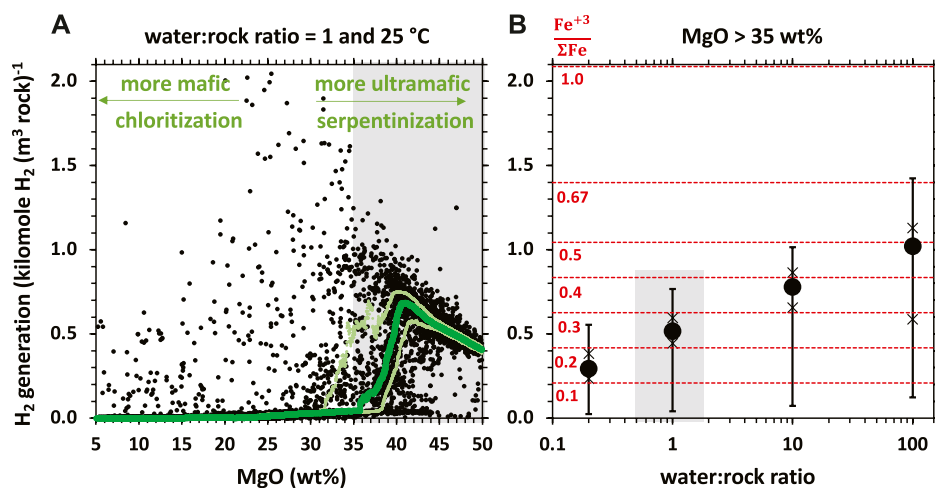 A
water:rock ratio = 1 and 25 °C
H₂ generation (kilomole H₂ (m³ rock)⁻¹
2.0
1.5
1.0
0.5
0.0
more mafic
chloritization
more ultramafic
serpentinization
5 10 15 20 25 30 35 40 45 50
MgO (wt%)
B
Fe⁺³
ΣFe
MgO > 35 wt%
2.0
1.5
1.0
0.5
0.0
1.0
0.67
0.5
0.4
0.3
0.2
0.1
0.1 1 10 100
water:rock ratio